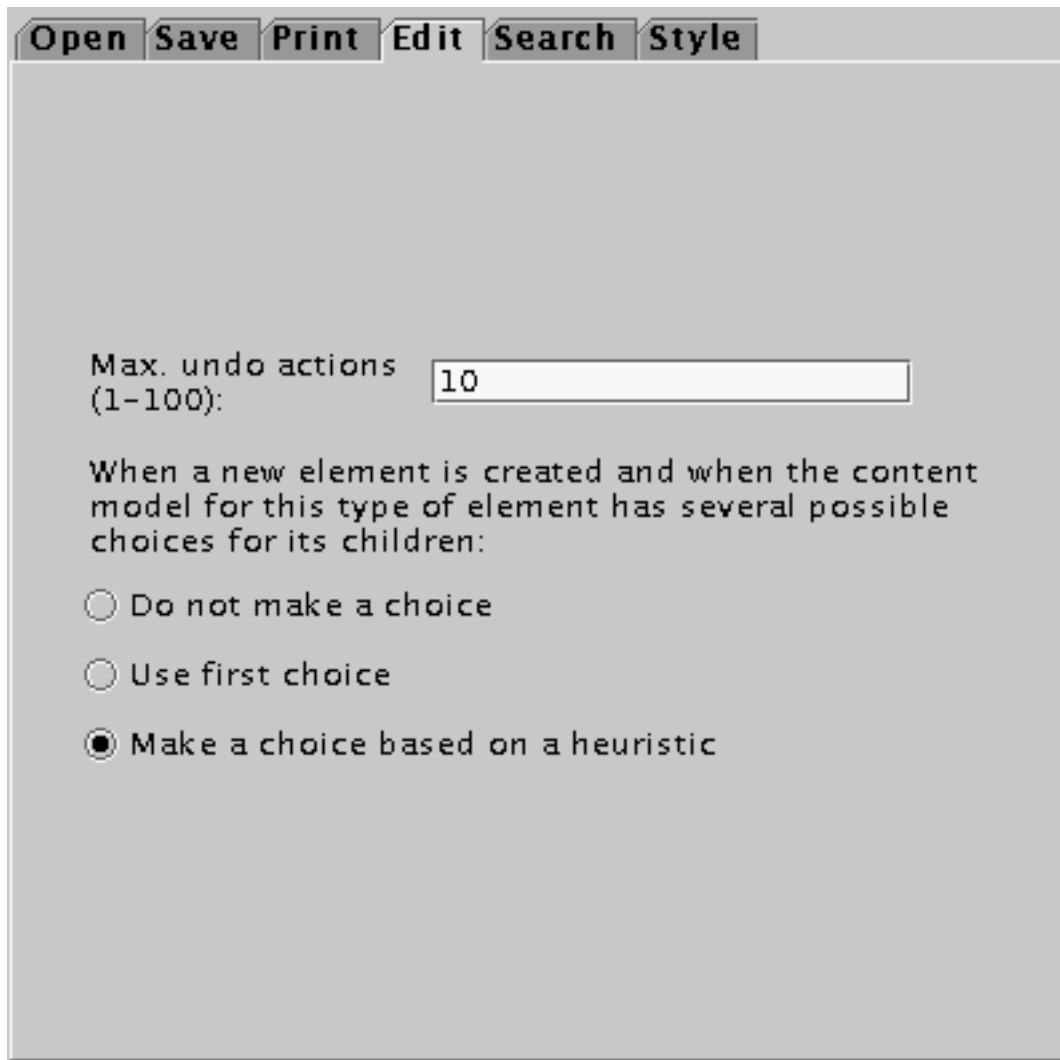 Open Save Print Edit Search Style
Max. undo actions
(1-100):
10
When a new element is created and when the content
model for this type of element has several possible
choices for its children:
Do not make a choice
Use first choice
Make a choice based on a heuristic